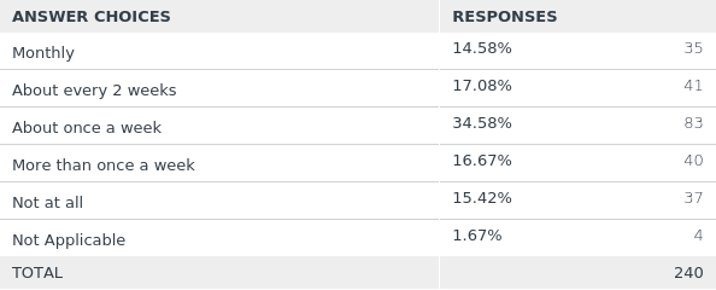 ANSWER CHOICES RESPONSES
Monthly 14.58% 35
About every 2 weeks 17.08% 41
About once a week 34.58% 83
More than once a week 16.67% 40
Not at all 15.42% 37
Not Applicable 1.67% 4
TOTAL 240